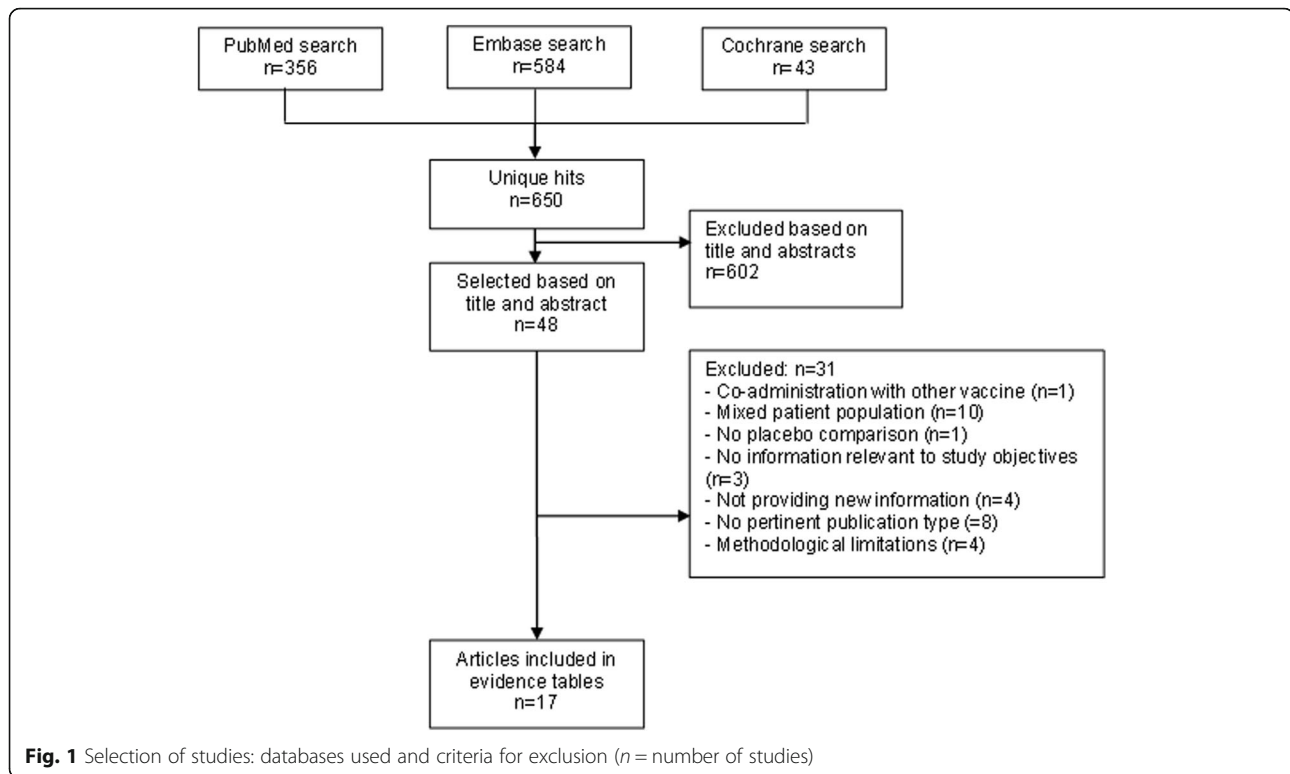 PubMed search
n=356
Embase search
n=584
Cochrane search
n=43
Unique hits
n=650
Excluded based on
title and abstracts
n=602
Selected based on
title and abstract
n=48
Excluded: n=31
- Co-administration with other vaccine (n=1)
- Mixed patient population (n=10)
- No placebo comparison (n=1)
- No information relevant to study objectives
(n=3)
- Not providing new information (n=4)
- No pertinent publication type (=8)
- Methodological limitations (n=4)
Articles included in
evidence tables
n=17
Fig. 1 Selection of studies: databases used and criteria for exclusion (n = number of studies)